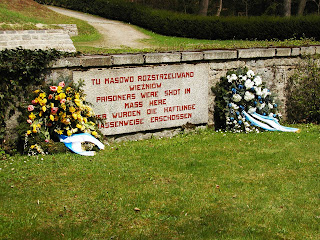 TU MASOWO ROZSTRZELIWANO
WIĘŹNIÓW
PRISONERS WERE SHOT IN
MASS HERE
HIER WURDEN DIE HÄFTLINGE
MASSENWEISE ERSCHOSSEN